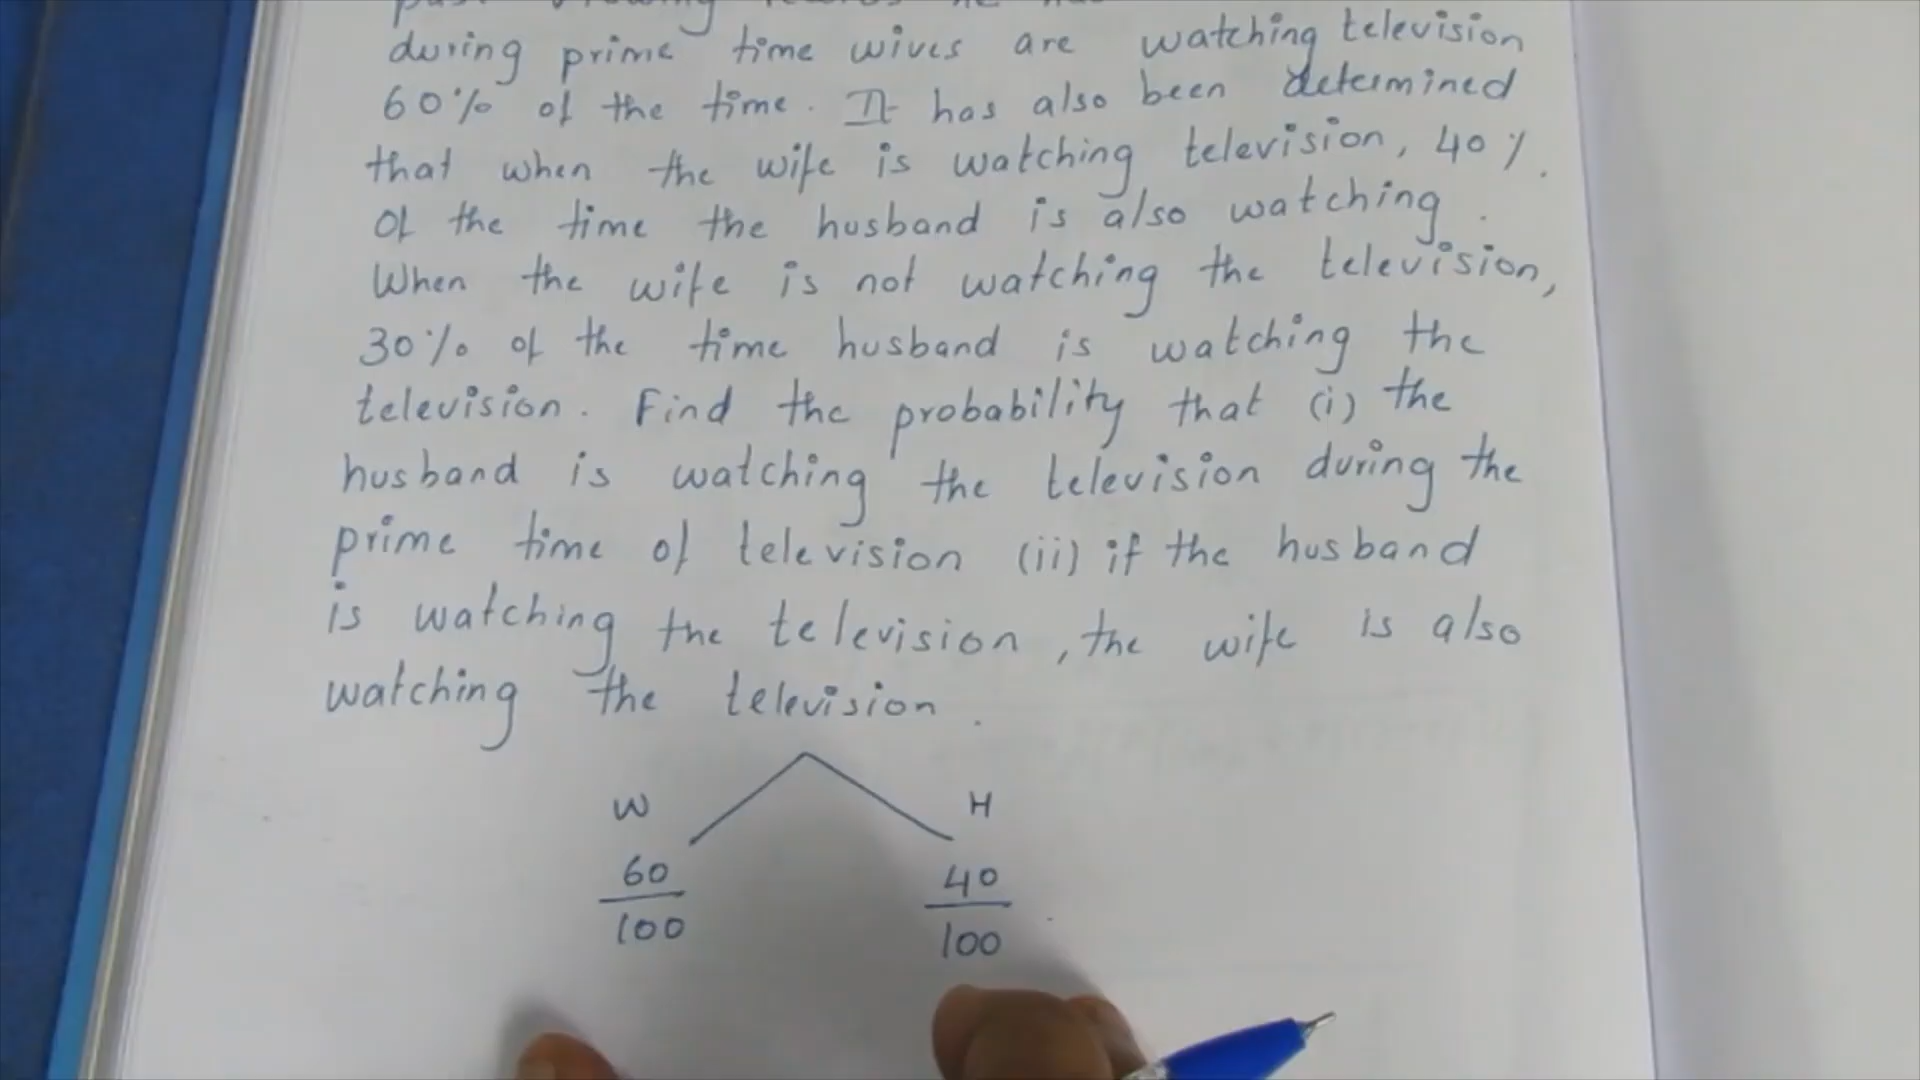 during prime time wives are watching television
60% of the time. It has also been determined
that when the wife is watching television, 40%.
of the time the husband is also watching.
When the wife is not watching the television,
30% of the time husband is watching the
television. Find the probability that (i) the
husband is watching the television during the
prime time of television (ii) if the husband
is watching the television, the wife is also
watching the television.
W H
60 40
100 100